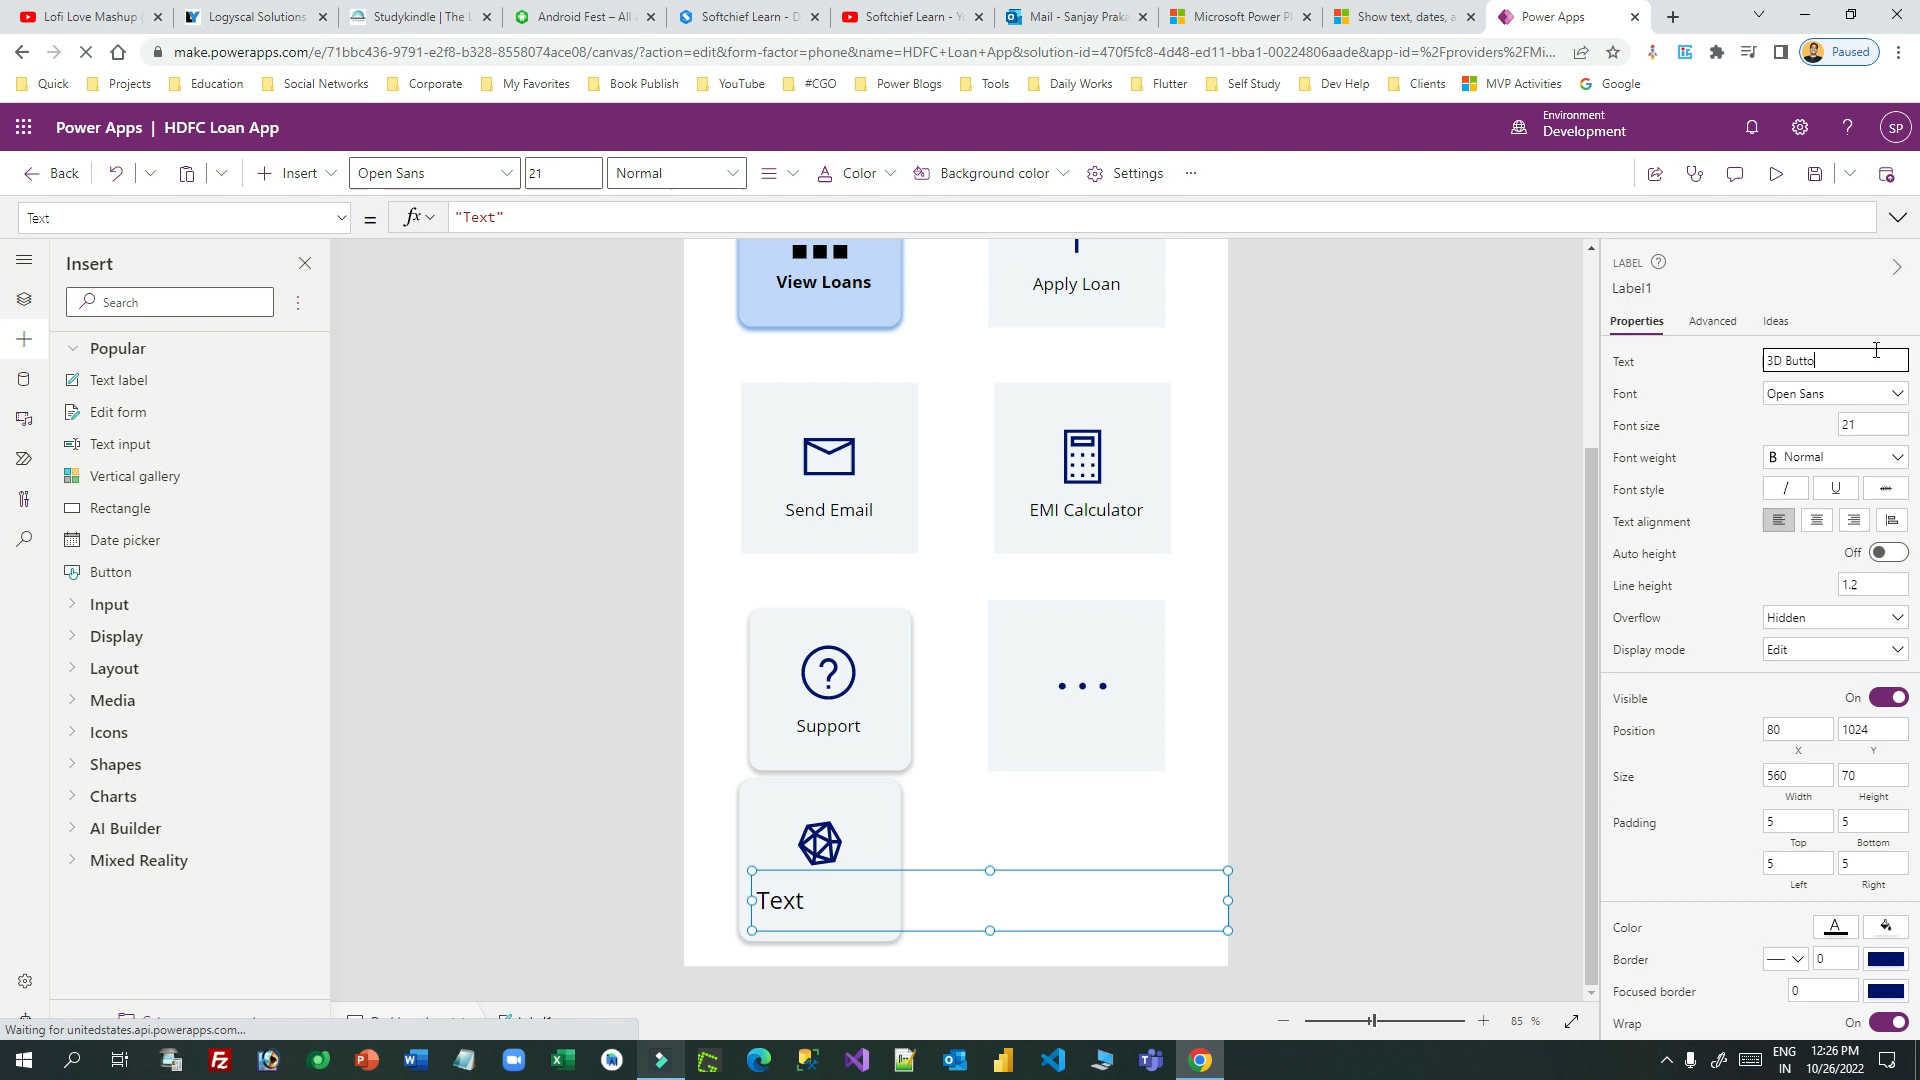 Lofi Love Mashup
Logyscal Solutions
Studykindle | The L
Android Fest – All
Softchief Learn - D
Softchief Learn - Yo
Mail - Sanjay Praka
Microsoft Power Pl
Show text, dates, a
Power Apps
make.powerapps.com/e/71bbc436-9791-e2f8-b328-8558074ace08/canvas/?action=edit&form-factor=phone&name=HDFC+Loan+App&solution-id=470f5fc8-4d48-ed11-bba1-00224806aade&app-id=%2Fproviders%2FMi...
Paused
Quick
Projects
Education
Social Networks
Corporate
My Favorites
Book Publish
YouTube
#CGO
Power Blogs
Tools
Daily Works
Flutter
Self Study
Dev Help
Clients
MVP Activities
Google
Power Apps | HDFC Loan App
Environment
Development
SP
Back
Insert
Open Sans
21
Normal
Color
Background color
Settings
Text
=
fx
"Text"
Insert
Search
Popular
Text label
Edit form
Text input
Vertical gallery
Rectangle
Date picker
Button
Input
Display
Layout
Media
Icons
Shapes
Charts
AI Builder
Mixed Reality
View Loans
Apply Loan
Send Email
EMI Calculator
Support
Text
LABEL
Label1
Properties
Advanced
Ideas
Text
3D Butto
Font
Open Sans
Font size
21
Font weight
B Normal
Font style
/ U abc
Text alignment
Auto height
Off
Line height
1.2
Overflow
Hidden
Display mode
Edit
Visible
On
Position
80
1024
X
Y
Size
560
70
Width
Height
Padding
5
5
Top
Bottom
5
5
Left
Right
Color
A
Border
0
Focused border
0
Wrap
On
85 %
Waiting for unitedstates.api.powerapps.com...
ENG
IN
12:26 PM
10/26/2022